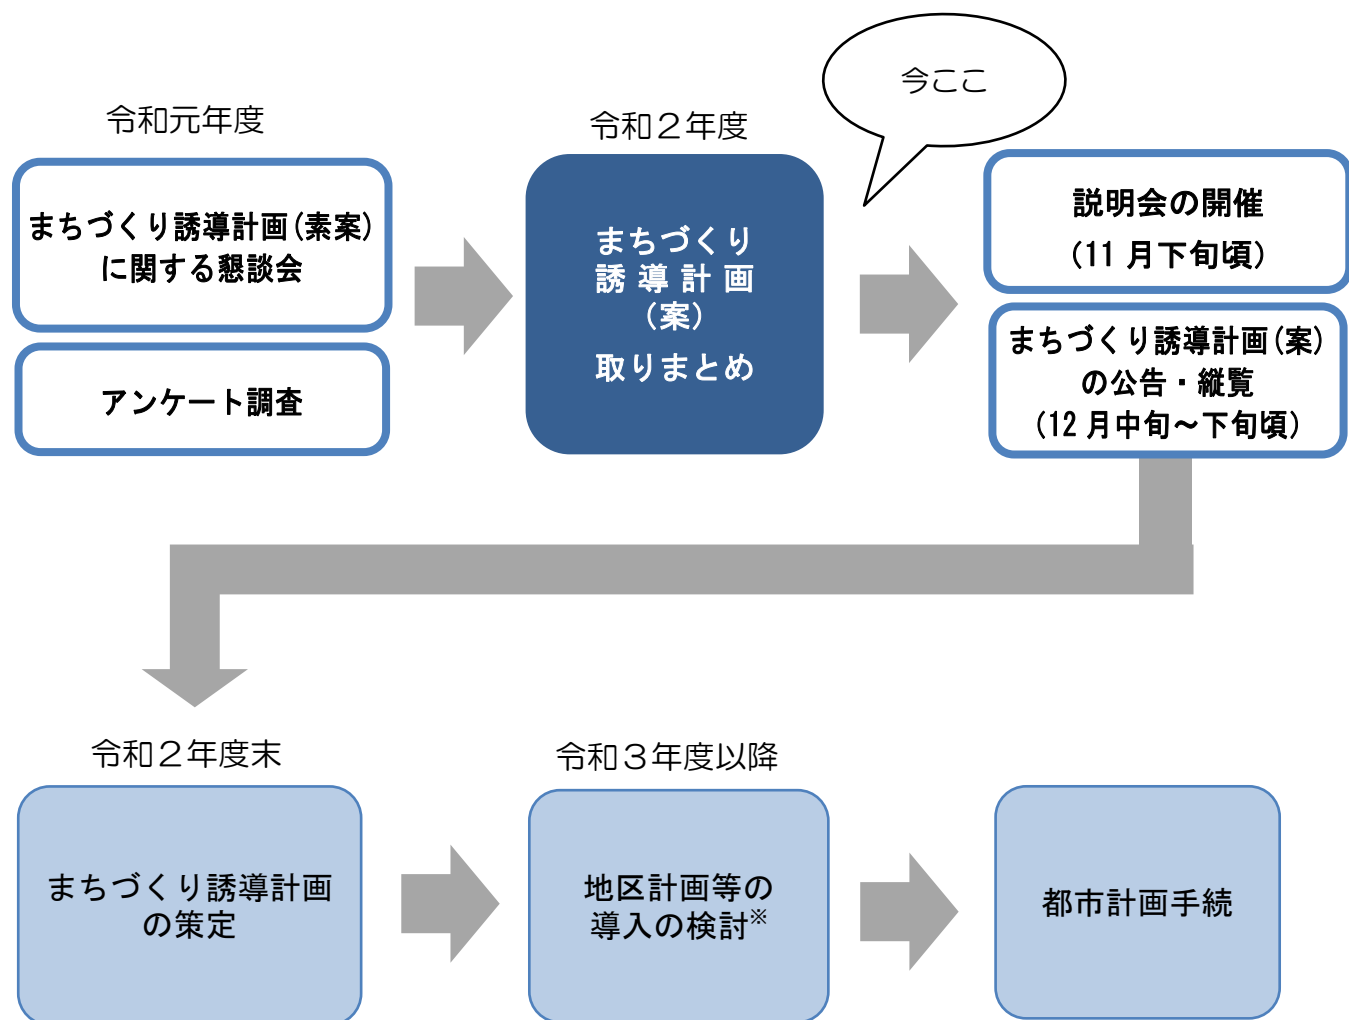 令和元年度
まちづくり誘導計画(素案)
に関する懇談会
アンケート調査
令和２年度
まちづくり
誘導計画
(案)
取りまとめ
今ここ
説明会の開催
(11月下旬頃)
まちづくり誘導計画(案)
の公告・縦覧
(12月中旬～下旬頃)
令和２年度末
まちづくり誘導計画
の策定
令和３年度以降
地区計画等の
導入の検討※
都市計画手続